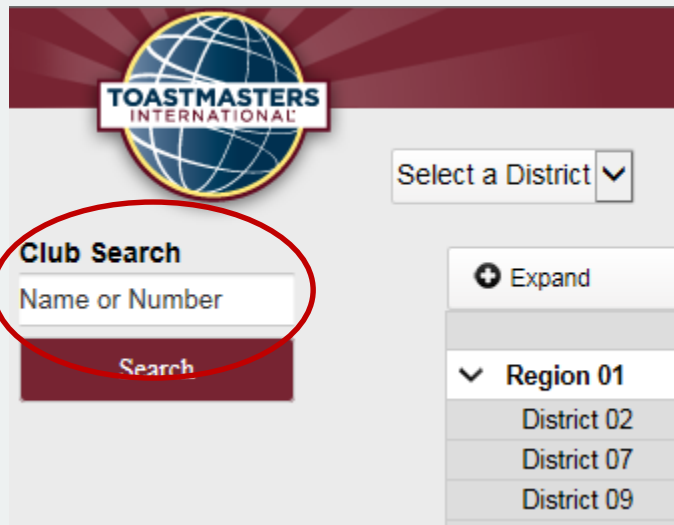 TOASTMASTERS
INTERNATIONAL
Select a District
Club Search
Name or Number
Search
Expand
Region 01
District 02
District 07
District 09